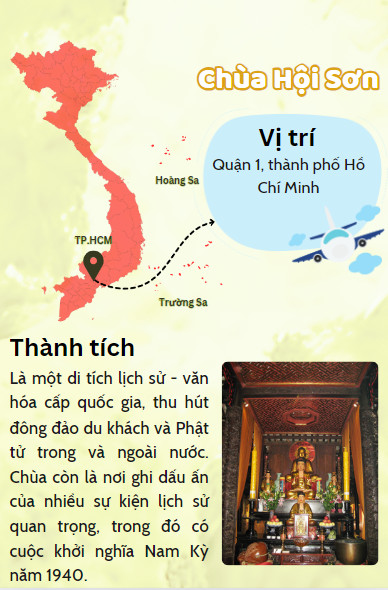 Chùa Hội Sơn
Vị trí
Quận 1, thành phố Hồ
Chí Minh
Hoàng Sa
TP.HCM
Trường Sa
Thành tích
Là một di tích lịch sử - văn
hóa cấp quốc gia, thu hút
đông đảo du khách và Phật
tử trong và ngoài nước.
Chùa còn là nơi ghi dấu ấn
của nhiều sự kiện lịch sử
quan trọng, trong đó có
cuộc khởi nghĩa Nam Kỳ
năm 1940.